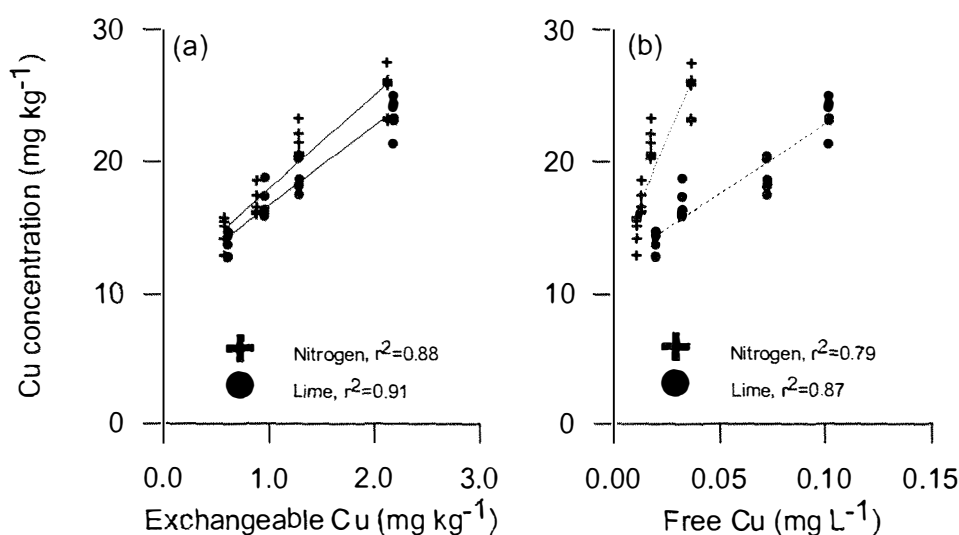 (a)
Cu concentration (mg kg⁻¹)
30
20
10
0
Nitrogen, r²=0.88
Lime, r²=0.91
0.0 1.0 2.0 3.0
Exchangeable Cu (mg kg⁻¹)
(b)
30
20
10
0
Nitrogen, r²=0.79
Lime, r²=0.87
0.00 0.05 0.10 0.15
Free Cu (mg L⁻¹)